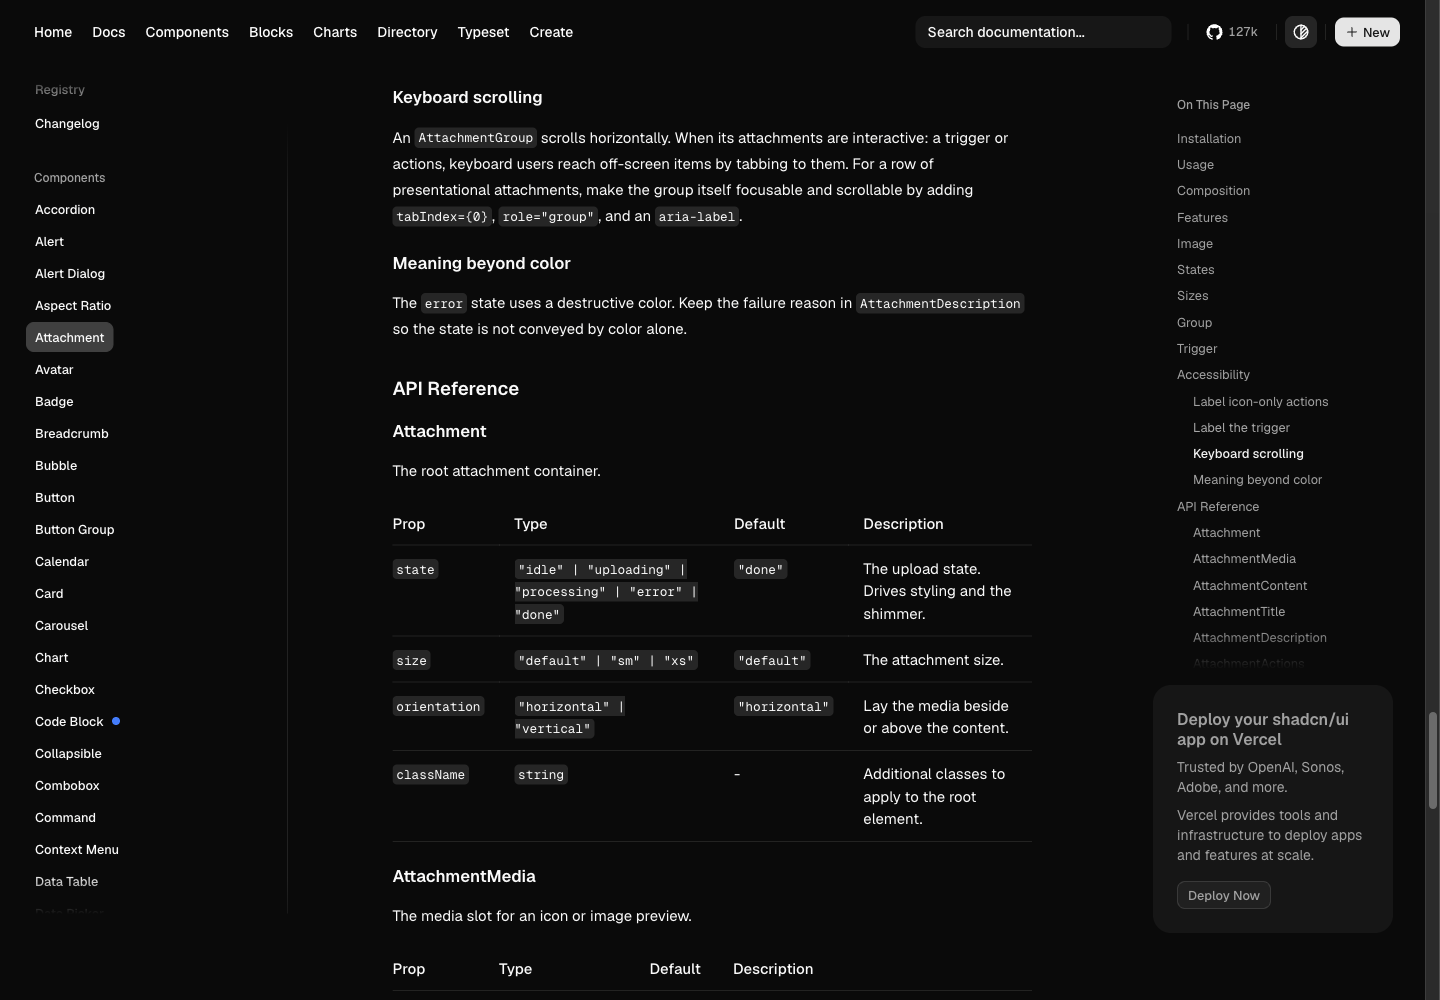 Home Docs Components Blocks Charts Directory Typeset Create
Search documentation...
127k
New
Registry
Changelog
Components
Accordion
Alert
Alert Dialog
Aspect Ratio
Attachment
Avatar
Badge
Breadcrumb
Bubble
Button
Button Group
Calendar
Card
Carousel
Chart
Checkbox
Code Block
Collapsible
Combobox
Command
Context Menu
Data Table
Data Picker
Keyboard scrolling
An AttachmentGroup scrolls horizontally. When its attachments are interactive: a trigger or
actions, keyboard users reach off-screen items by tabbing to them. For a row of
presentational attachments, make the group itself focusable and scrollable by adding
tabIndex={0}, role="group", and an aria-label.
Meaning beyond color
The error state uses a destructive color. Keep the failure reason in AttachmentDescription
so the state is not conveyed by color alone.
API Reference
Attachment
The root attachment container.
Prop Type Default Description
state "idle" | "uploading" | "done" The upload state.
"processing" | "error" | Drives styling and the
"done" shimmer.
size "default" | "sm" | "xs" "default" The attachment size.
orientation "horizontal" | "horizontal" Lay the media beside
"vertical" or above the content.
className string - Additional classes to
apply to the root
element.
AttachmentMedia
The media slot for an icon or image preview.
Prop Type Default Description
On This Page
Installation
Usage
Composition
Features
Image
States
Sizes
Group
Trigger
Accessibility
Label icon-only actions
Label the trigger
Keyboard scrolling
Meaning beyond color
API Reference
Attachment
AttachmentMedia
AttachmentContent
AttachmentTitle
AttachmentDescription
AttachmentActions
Deploy your shadcn/ui
app on Vercel
Trusted by OpenAI, Sonos,
Adobe, and more.
Vercel provides tools and
infrastructure to deploy apps
and features at scale.
Deploy Now